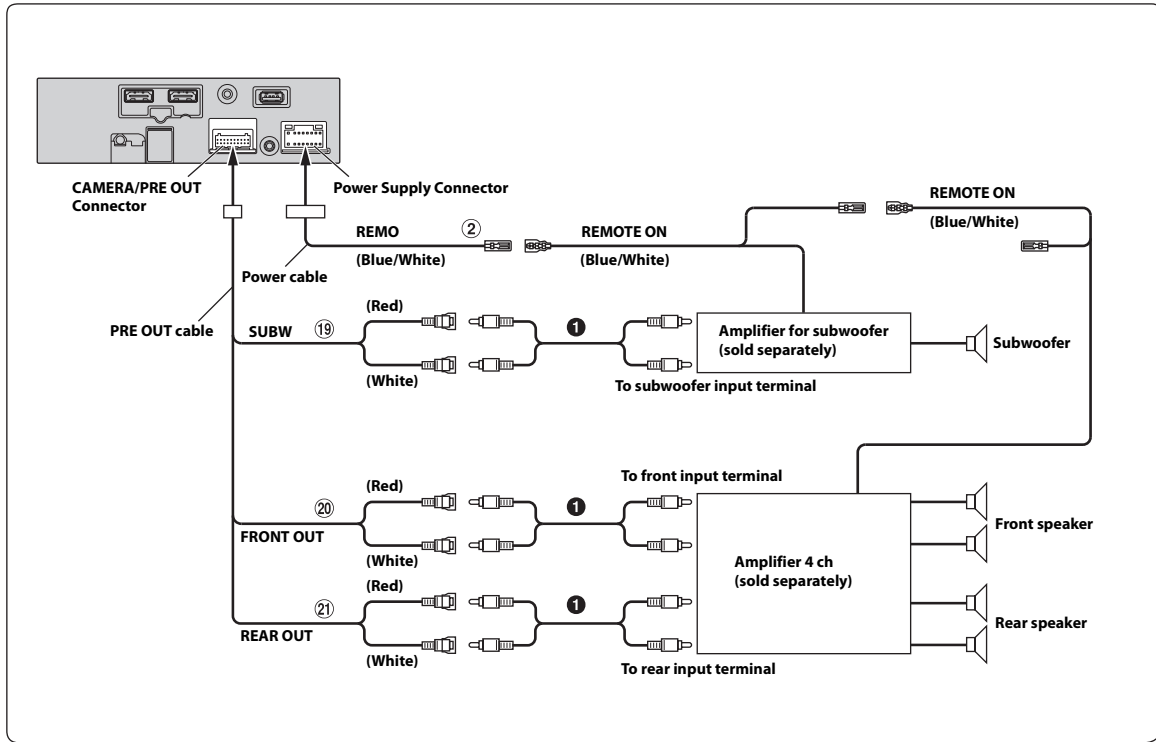 CAMERA/PRE OUT
Connector
Power Supply Connector
REMOTE ON
(Blue/White)
REMO
②
(Blue/White)
REMOTE ON
(Blue/White)
Power cable
PRE OUT cable
SUBW
⑲
(Red)
(White)
❶
Amplifier for subwoofer
(sold separately)
Subwoofer
To subwoofer input terminal
To front input terminal
(Red)
⑳
FRONT OUT
(White)
❶
Front speaker
Amplifier 4 ch
(sold separately)
(Red)
㉑
REAR OUT
(White)
❶
Rear speaker
To rear input terminal